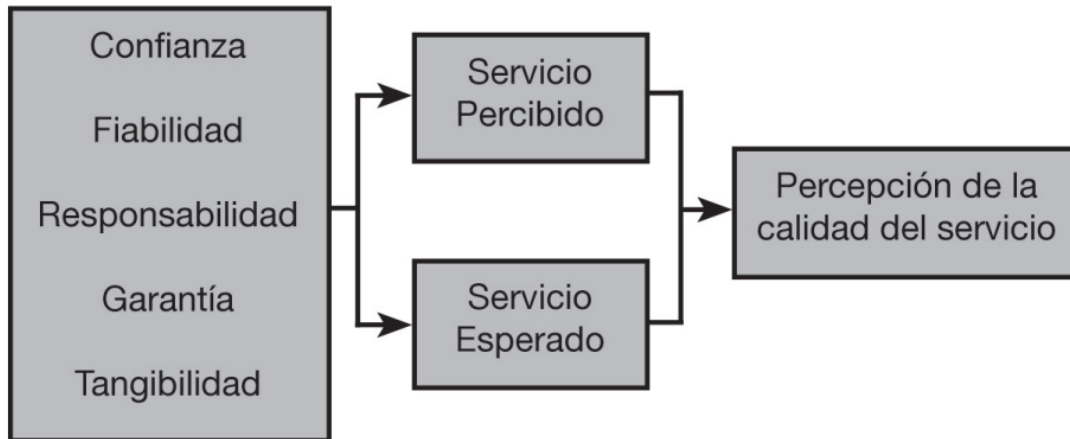 Confianza
Fiabilidad
Responsabilidad
Garantía
Tangibilidad
Servicio
Percibido
Servicio
Esperado
Percepción de la
calidad del servicio